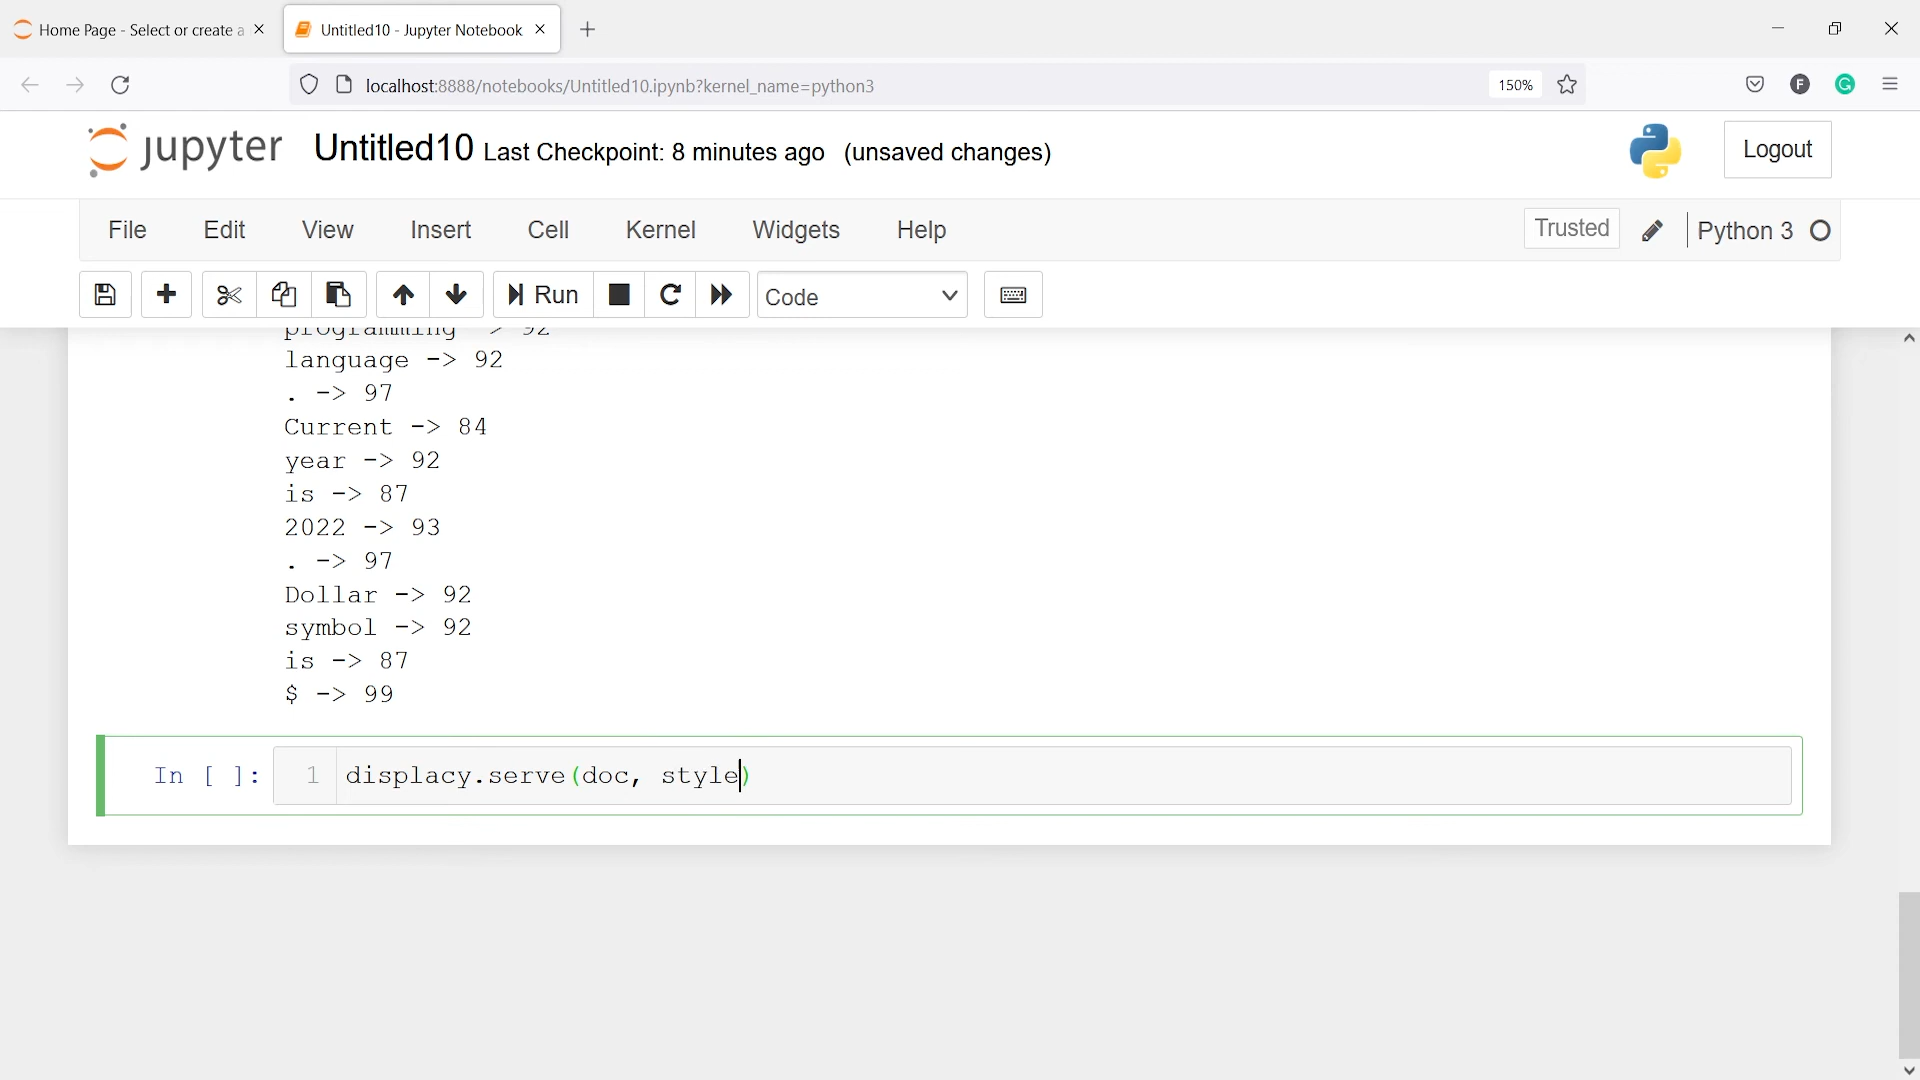 Home Page - Select or create a
Untitled10 - Jupyter Notebook
localhost:8888/notebooks/Untitled10.ipynb?kernel_name=python3
150%
F
G
jupyter Untitled10 Last Checkpoint: 8 minutes ago (unsaved changes)
Logout
File Edit View Insert Cell Kernel Widgets Help
Trusted
Python 3
Run
Code
programming -> 92
language -> 92
. -> 97
Current -> 84
year -> 92
is -> 87
2022 -> 93
. -> 97
Dollar -> 92
symbol -> 92
is -> 87
$ -> 99
In [ ]: 1 displacy.serve(doc, style)